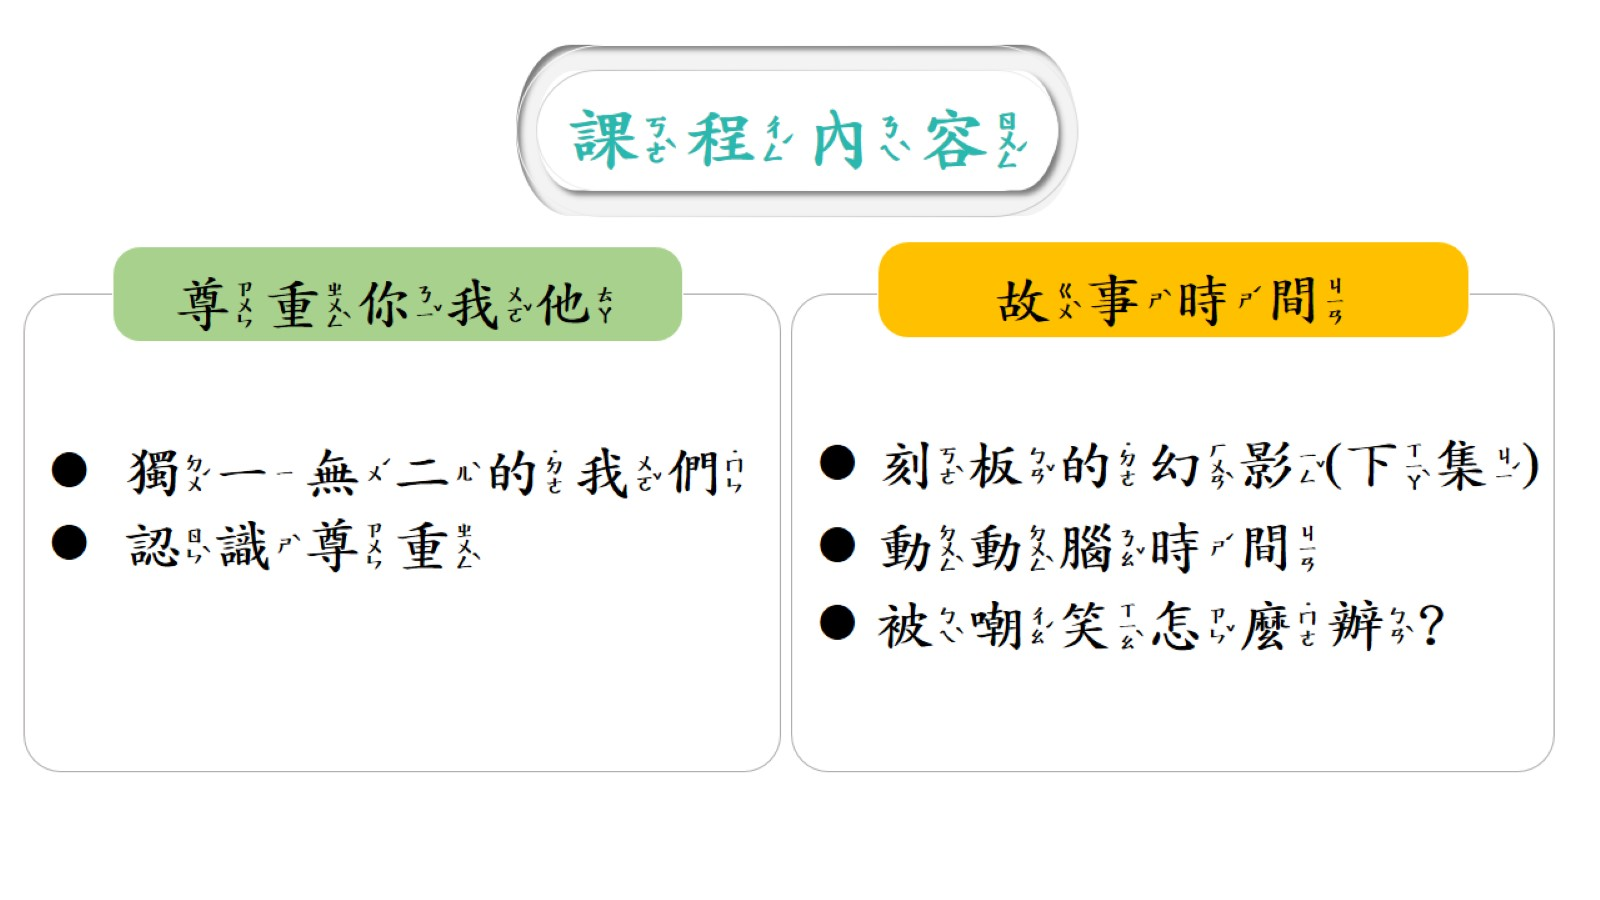 課程內容
尊重你我他
● 獨一無二的我們
● 認識尊重
故事時間
● 刻板的幻影(下集)
● 動動腦時間
● 被嘲笑怎麼辦?